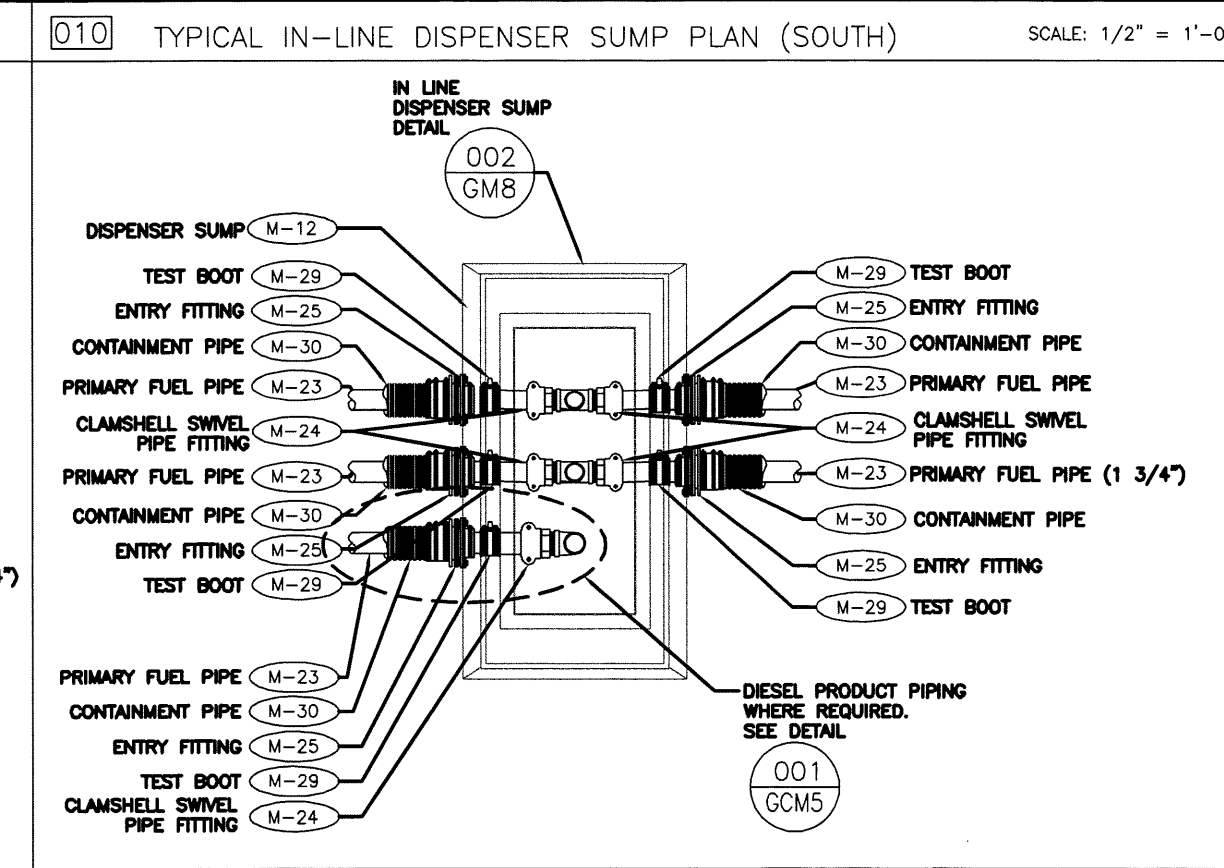 010 TYPICAL IN-LINE DISPENSER SUMP PLAN (SOUTH) SCALE: 1/2" = 1'-0
IN LINE
DISPENSER SUMP
DETAIL
002
GM8
DISPENSER SUMP M-12
TEST BOOT M-29
ENTRY FITTING M-25
CONTAINMENT PIPE M-30
PRIMARY FUEL PIPE M-23
CLAMSHELL SWIVEL
PIPE FITTING M-24
PRIMARY FUEL PIPE M-23
CONTAINMENT PIPE M-30
ENTRY FITTING M-25
TEST BOOT M-29
PRIMARY FUEL PIPE M-23
CONTAINMENT PIPE M-30
ENTRY FITTING M-25
TEST BOOT M-29
CLAMSHELL SWIVEL
PIPE FITTING M-24
M-29 TEST BOOT
M-25 ENTRY FITTING
M-30 CONTAINMENT PIPE
M-23 PRIMARY FUEL PIPE
M-24 CLAMSHELL SWIVEL
PIPE FITTING
M-23 PRIMARY FUEL PIPE (1 3/4")
M-30 CONTAINMENT PIPE
M-25 ENTRY FITTING
M-29 TEST BOOT
DIESEL PRODUCT PIPING
WHERE REQUIRED.
SEE DETAIL
001
GCM5